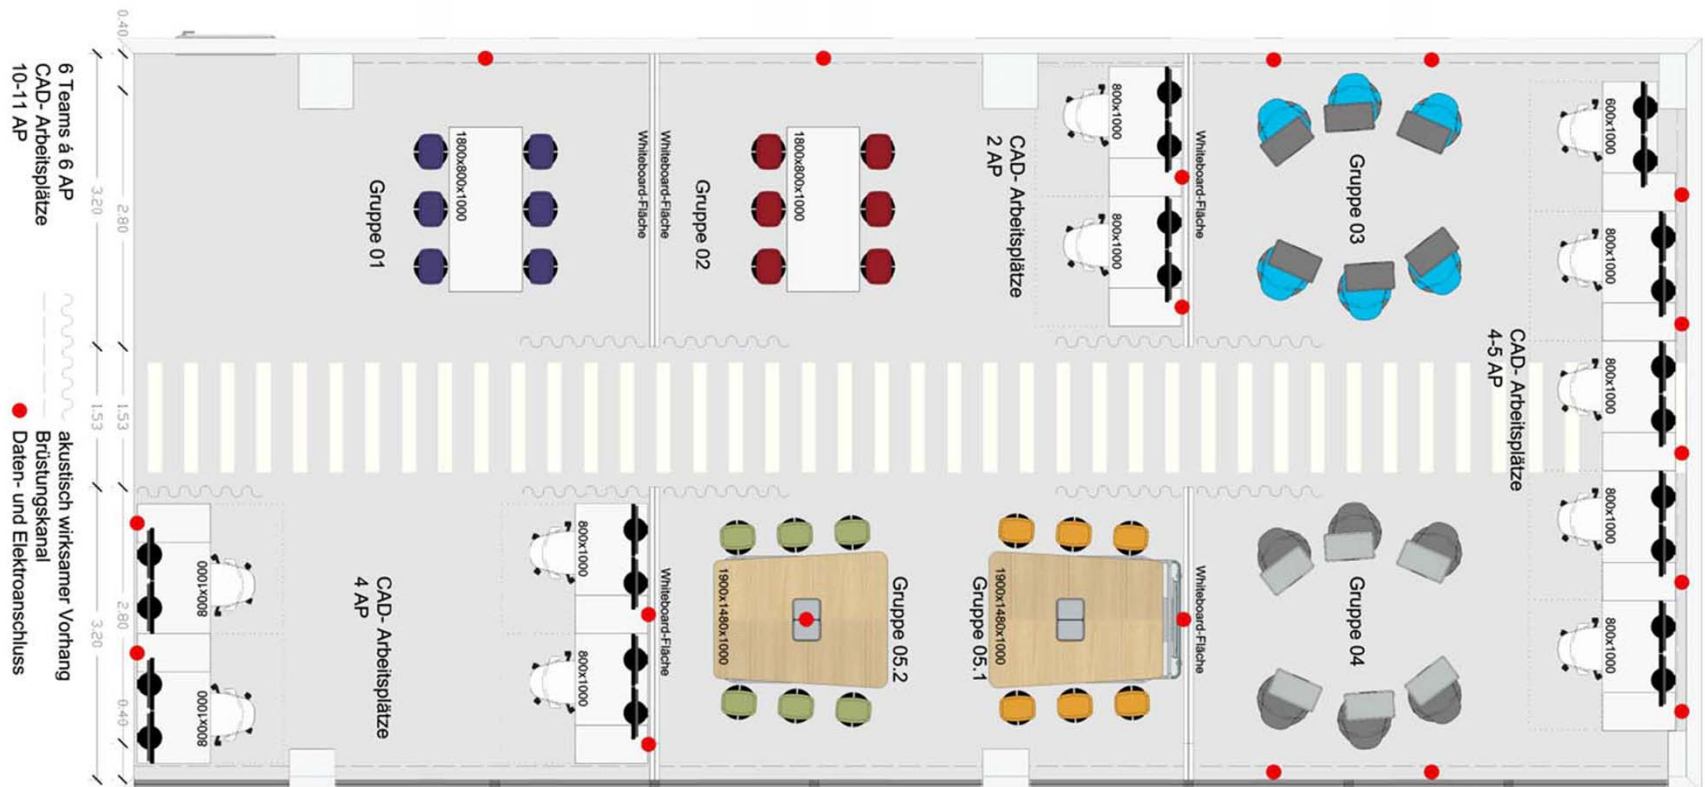 6 Teams á 6 AP
CAD- Arbeitsplätze
10-11 AP
akustisch wirksamer Vorhang
Brüstungskanal
Daten- und Elektroanschluss
0.40
3.20
2.80
1.53
1.53
2.80
3.20
0.40
Gruppe 01
1800x800x1000
Whiteboard-Fläche
Whiteboard-Fläche
Gruppe 02
1800x800x1000
CAD- Arbeitsplätze
2 AP
800x1000
800x1000
Whiteboard-Fläche
Gruppe 03
CAD- Arbeitsplätze
4-5 AP
600x1000
800x1000
800x1000
800x1000
800x1000
800x1000
800x1000
CAD- Arbeitsplätze
4 AP
800x1000
800x1000
Whiteboard-Fläche
1900x1480x1000
Gruppe 05.2
Gruppe 05.1
1900x1480x1000
Whiteboard-Fläche
Gruppe 04